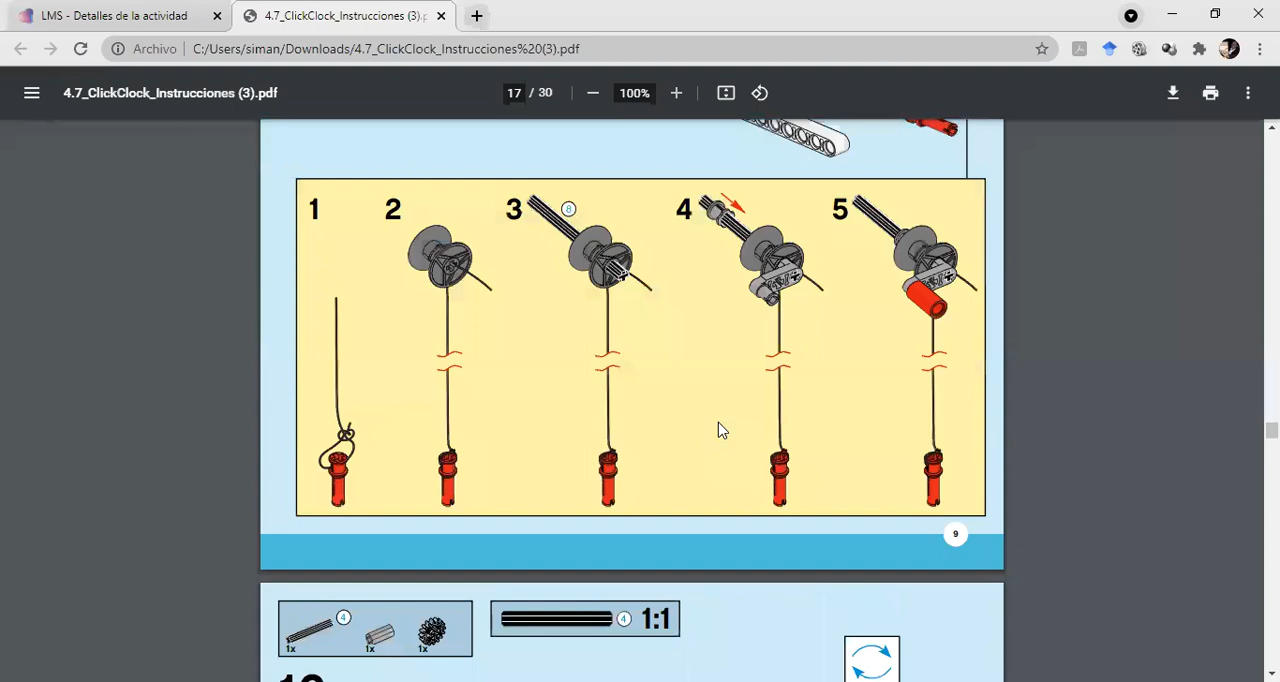 LMS - Detalles de la actividad
4.7_ClickClock_Instrucciones (3).p
Archivo
C:/Users/siman/Downloads/4.7_ClickClock_Instrucciones%20(3).pdf
4.7_ClickClock_Instrucciones (3).pdf
17 / 30
100%
1
2
3
8
4
5
9
4
1x
1x
1x
4
1:1